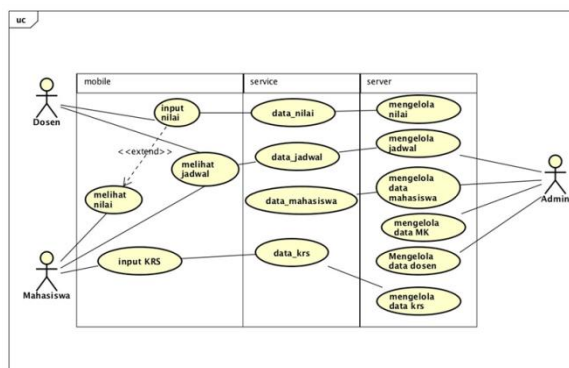 uc
mobile
service
server
Dosen
input
nilai
data_nilai
mengelola
nilai
<<extend>>
melihat
jadwal
data_jadwal
mengelola
jadwal
melihat
nilai
data_mahasiswa
mengelola
data
mahasiswa
Admin
mengelola
data MK
Mahasiswa
input KRS
data_krs
Mengelola
data dosen
mengelola
data krs